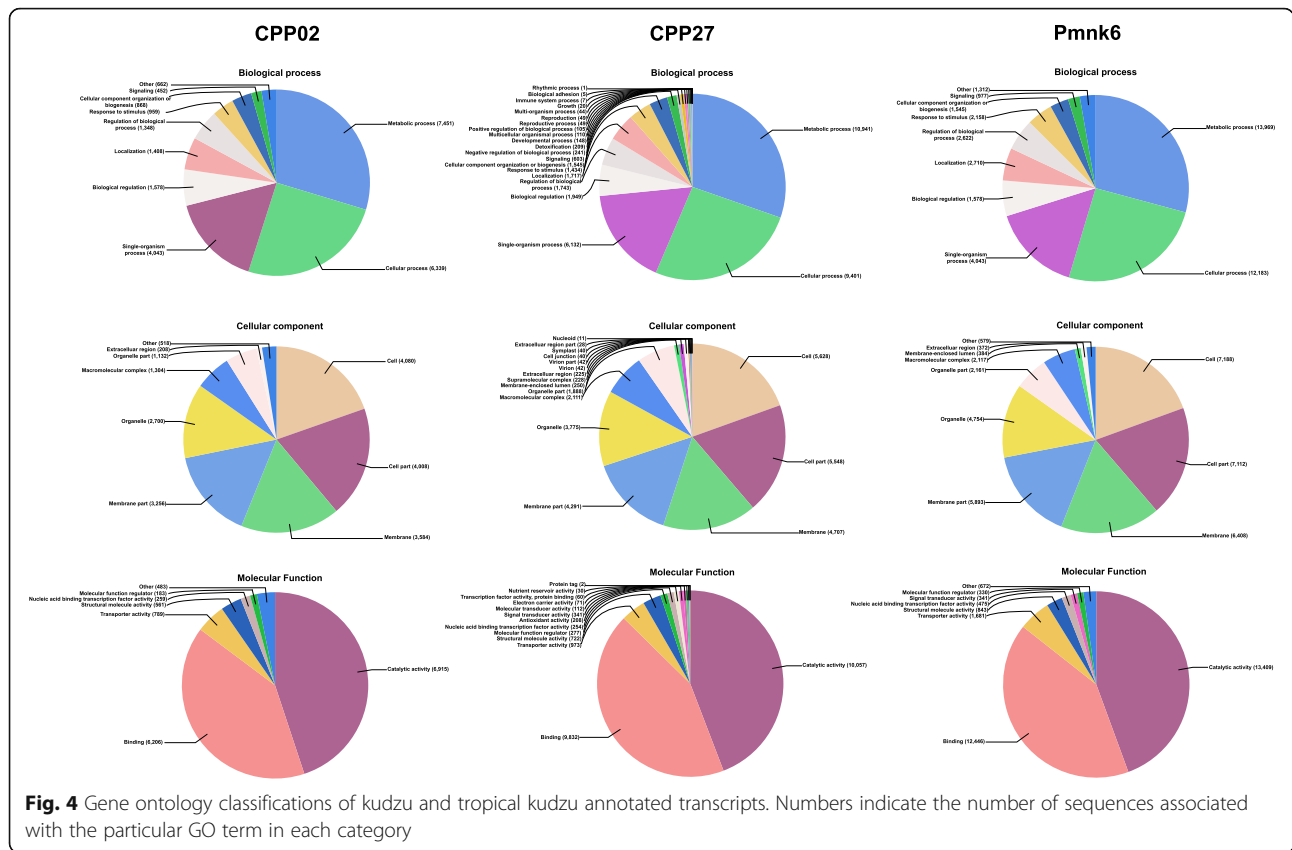 CPP02
CPP27
Pmnk6
Biological process
Other (662)
Signaling (452)
Cellular component organization or
biogenesis (868)
Response to stimulus (959)
Regulation of biological
process (1,348)
Localization (1,408)
Biological regulation (1,578)
Single-organism
process (4,043)
Metabolic process (7,451)
Cellular process (6,339)
Biological process
Rhythmic process (1)
Biological adhesion (5)
Immune system process (7)
Growth (20)
Multi-organism process (44)
Reproduction (49)
Reproductive process (49)
Positive regulation of biological process (105)
Multicellular organismal process (110)
Developmental process (148)
Detoxification (209)
Negative regulation of biological process (241)
Signaling (603)
Cellular component organization or biogenesis (1,545)
Response to stimulus (1,434)
Localization (1,717)
Regulation of biological
process (1,743)
Biological regulation (1,949)
Single-organism process (6,132)
Metabolic process (10,941)
Cellular process (9,401)
Biological process
Other (1,312)
Signaling (977)
Cellular component organization or
biogenesis (1,545)
Response to stimulus (2,158)
Regulation of biological
process (2,622)
Localization (2,710)
Biological regulation (1,578)
Single-organism
process (4,043)
Metabolic process (13,969)
Cellular process (12,183)
Cellular component
Other (518)
Extracelluar region (208)
Organelle part (1,132)
Macromolecular complex (1,304)
Organelle (2,700)
Membrane part (3,256)
Cell (4,080)
Cell part (4,008)
Membrane (3,584)
Cellular component
Nucleoid (11)
Extracelluar region part (28)
Symplast (40)
Cell junction (40)
Virion part (42)
Virion (42)
Extracelluar region (225)
Supramolecular complex (228)
Membrane-enclosed lumen (250)
Organelle part (1,888)
Macromolecular complex (2,111)
Organelle (3,775)
Membrane part (4,291)
Cell (5,628)
Cell part (5,548)
Membrane (4,707)
Cellular component
Other (579)
Extracelluar region (372)
Membrane-enclosed lumen (384)
Macromolecular complex (2,117)
Organelle part (2,161)
Organelle (4,754)
Membrane part (5,893)
Cell (7,188)
Cell part (7,112)
Membrane (6,408)
Molecular Function
Other (483)
Molecular function regulator (183)
Nucleic acid binding transcription factor activity (259)
Structural molecule activity (561)
Transporter activity (789)
Catalytic activity (6,915)
Binding (6,206)
Molecular Function
Protein tag (2)
Nutrient reservoir activity (30)
Transcription factor activity, protein binding (60)
Electron carrier activity (71)
Molecular transducer activity (112)
Signal transducer activity (341)
Antioxidant activity (208)
Nucleic acid binding transcription factor activity (254)
Molecular function regulator (277)
Structural molecule activity (722)
Transporter activity (973)
Catalytic activity (10,057)
Binding (9,832)
Molecular Function
Other (672)
Molecular function regulator (330)
Signal transducer activity (341)
Nucleic acid binding transcription factor activity (475)
Structural molecule activity (843)
Transporter activity (1,681)
Catalytic activity (13,409)
Binding (12,446)
Fig. 4 Gene ontology classifications of kudzu and tropical kudzu annotated transcripts. Numbers indicate the number of sequences associated
with the particular GO term in each category